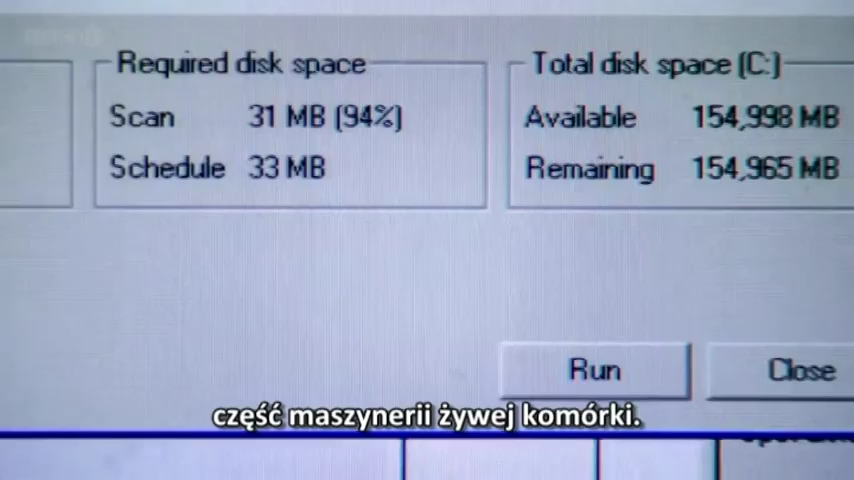 Required disk space
Scan 31 MB (94%)
Schedule 33 MB
Total disk space (C:)
Available 154,998 MB
Remaining 154,965 MB
Run
Close
część maszynerii żywej komórki.